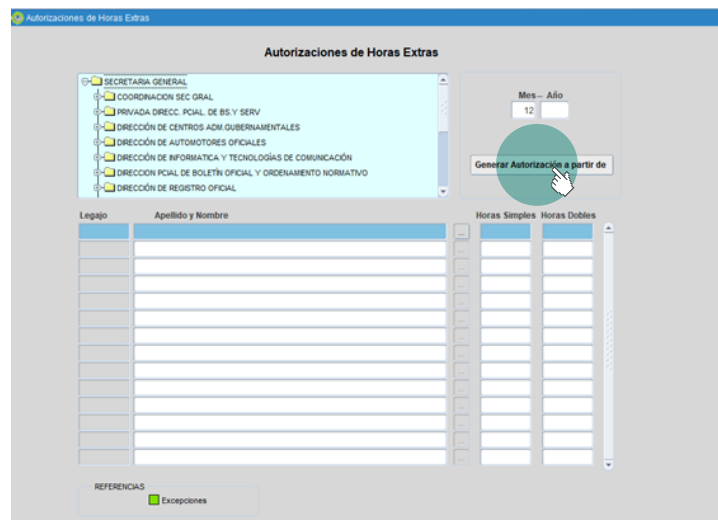 Autorizaciones de Horas Extras
Autorizaciones de Horas Extras
SECRETARIA GENERAL
COORDINACION SEC GRAL
PRIVADA DIRECC. PCIAL. DE BS.Y SERV
DIRECCIÓN DE CENTROS ADM.GUBERNAMENTALES
DIRECCIÓN DE AUTOMOTORES OFICIALES
DIRECCIÓN DE INFORMATICA Y TECNOLOGÍAS DE COMUNICACIÓN
DIRECCION PCIAL DE BOLETÍN OFICIAL Y ORDENAMIENTO NORMATIVO
DIRECCIÓN DE REGISTRO OFICIAL
Mes-- Año
12
Generar Autorización a partir de
Legajo Apellido y Nombre Horas Simples Horas Dobles
REFERENCIAS
Excepciones